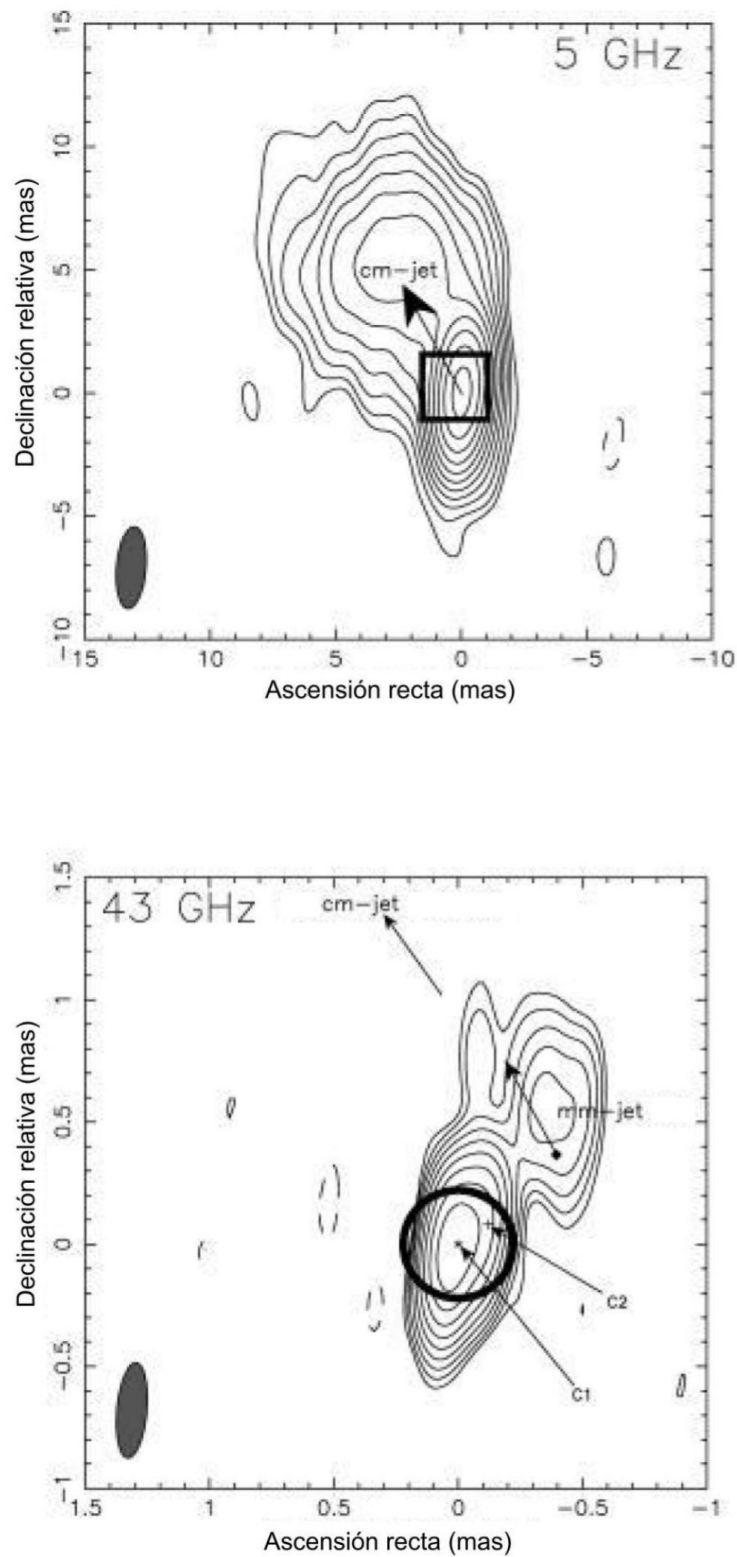 5 GHz
Declinación relativa (mas)
15
10
5
0
−5
−10
cm−jet
15
10
5
0
−5
−10
Ascensión recta (mas)
43 GHz
cm−jet
Declinación relativa (mas)
1.5
1
0.5
0
−0.5
−1
mm−jet
C2
C1
1.5
1
0.5
0
−0.5
−1
Ascensión recta (mas)